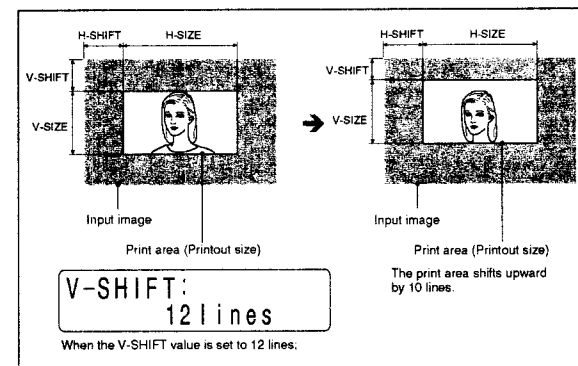 H-SHIFT H-SIZE
V-SHIFT
V-SIZE
Input image
Print area (Printout size)
V-SHIFT:
12lines
When the V-SHIFT value is set to 12 lines;
H-SHIFT H-SIZE
V-SHIFT
V-SIZE
Input image
Print area (Printout size)
The print area shifts upward
by 10 lines.